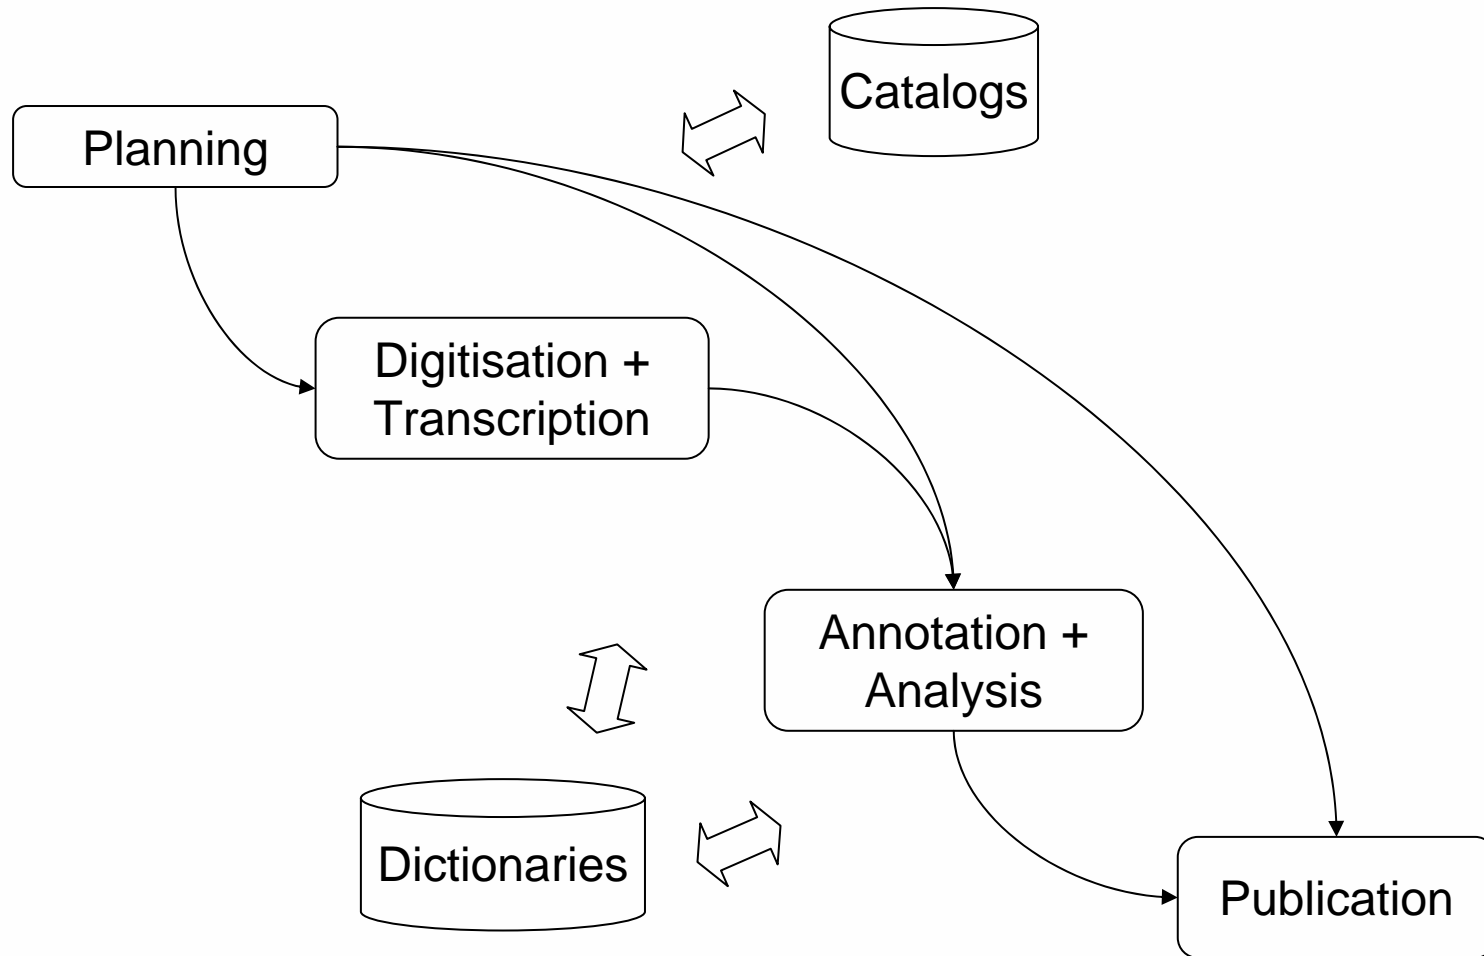 Catalogs
Planning
Digitisation +
Transcription
Annotation +
Analysis
Dictionaries
Publication